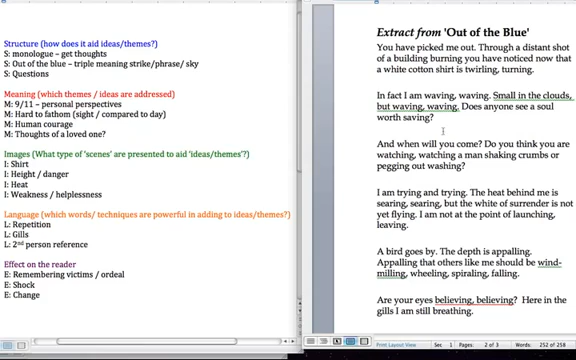 Structure (how does it aid ideas/themes?)
S: monologue – get thoughts
S: Out of the blue – triple meaning strike/phrase/ sky
S: Questions
Meaning (which themes / ideas are addressed)
M: 9/11 – personal perspectives
M: Hard to fathom (sight / compared to day)
M: Human courage
M: Thoughts of a loved one?
Images (What type of 'scenes' are presented to aid 'ideas/themes'?)
I: Shirt
I: Height / danger
I: Heat
I: Weakness / helplessness
Language (which words/ techniques are powerful in adding to ideas/themes?)
L: Repetition
L: Gills
L: 2nd person reference
Effect on the reader
E: Remembering victims / ordeal
E: Shock
E: Change
Extract from 'Out of the Blue'
You have picked me out. Through a distant shot
of a building burning you have noticed now that
a white cotton shirt is twirling, turning.
In fact I am waving, waving. Small in the clouds,
but waving, waving. Does anyone see a soul
worth saving?
And when will you come? Do you think you are
watching, watching a man shaking crumbs or
pegging out washing?
I am trying and trying. The heat behind me is
searing, searing, but the white of surrender is not
yet flying. I am not at the point of launching,
leaving.
A bird goes by. The depth is appalling.
Appalling that others like me should be wind-
milling, wheeling, spiraling, falling.
Are your eyes believing, believing? Here in the
gills I am still breathing.
Print Layout View Sec 1 Pages: 2 of 3 Words: 252 of 258